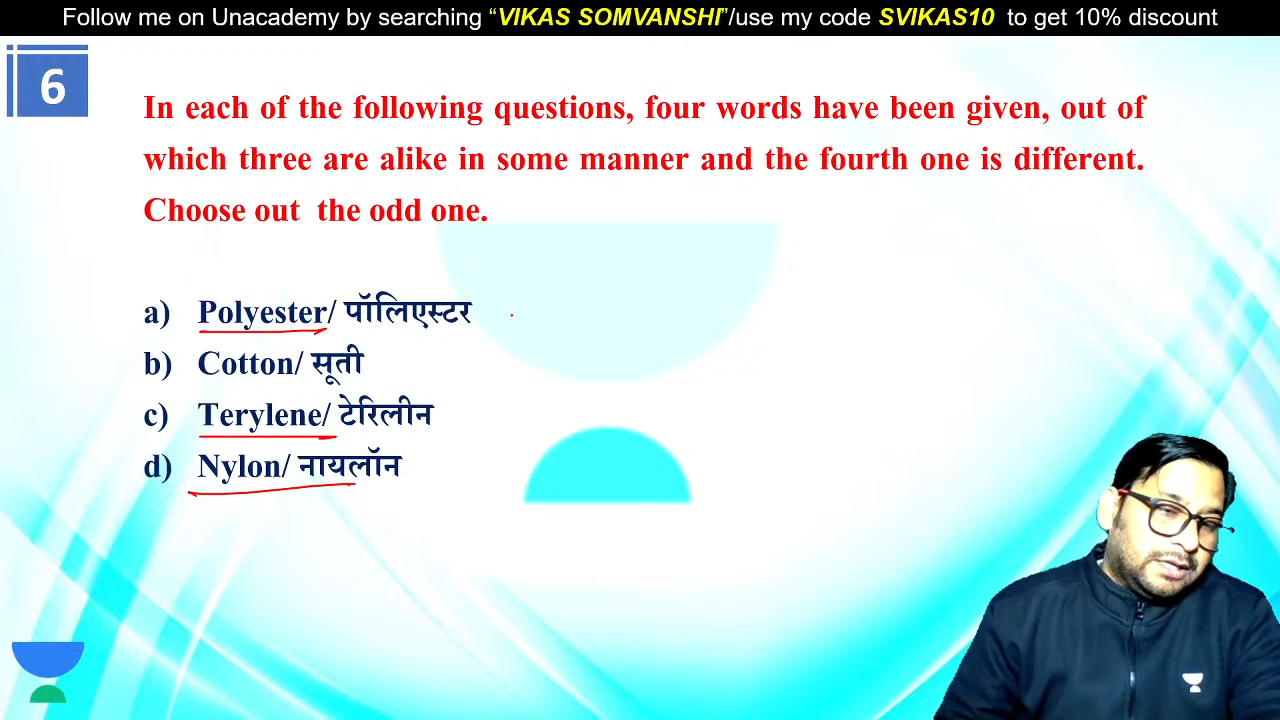 Follow me on Unacademy by searching “VIKAS SOMVANSHI”/use my code SVIKAS10 to get 10% discount
6
In each of the following questions, four words have been given, out of
which three are alike in some manner and the fourth one is different.
Choose out the odd one.
a) Polyester/ पॉलिएस्टर
b) Cotton/ सूती
c) Terylene/ टेरिलीन
d) Nylon/ नायलॉन